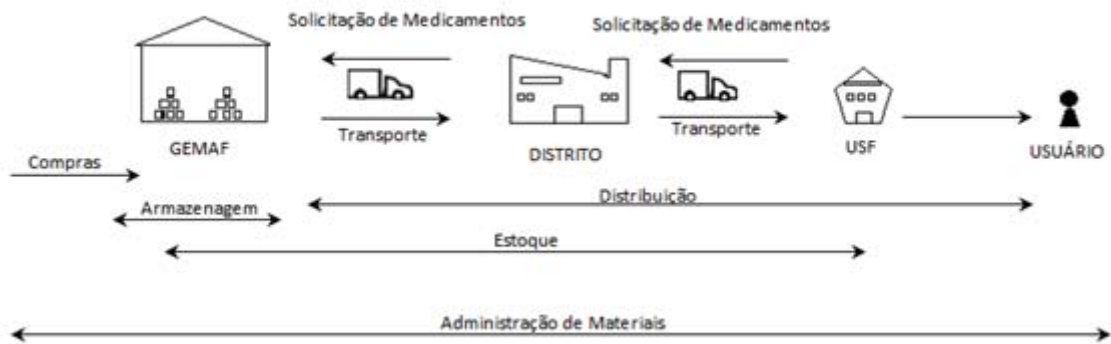 Solicitação de Medicamentos
Solicitação de Medicamentos
Transporte
Transporte
GEMAF
DISTRITO
USF
USUÁRIO
Compras
Armazenagem
Distribuição
Estoque
Administração de Materiais